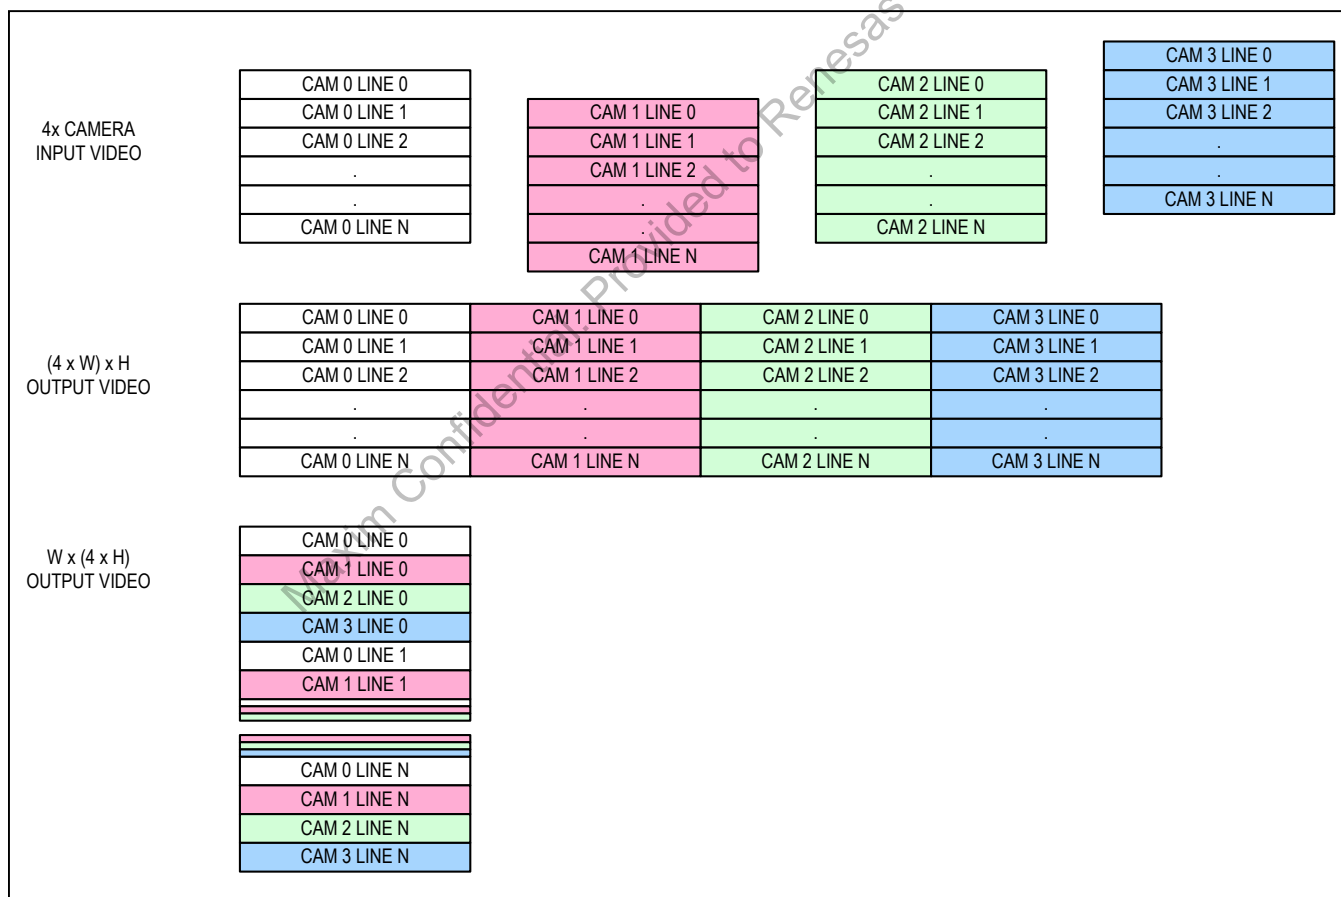 4x CAMERA
INPUT VIDEO
CAM 0 LINE 0
CAM 0 LINE 1
CAM 0 LINE 2
.
.
CAM 0 LINE N
CAM 1 LINE 0
CAM 1 LINE 1
CAM 1 LINE 2
.
.
CAM 1 LINE N
CAM 2 LINE 0
CAM 2 LINE 1
CAM 2 LINE 2
.
.
CAM 2 LINE N
CAM 3 LINE 0
CAM 3 LINE 1
CAM 3 LINE 2
.
.
CAM 3 LINE N
(4 x W) x H
OUTPUT VIDEO
CAM 0 LINE 0 CAM 1 LINE 0 CAM 2 LINE 0 CAM 3 LINE 0
CAM 0 LINE 1 CAM 1 LINE 1 CAM 2 LINE 1 CAM 3 LINE 1
CAM 0 LINE 2 CAM 1 LINE 2 CAM 2 LINE 2 CAM 3 LINE 2
. . . .
. . . .
CAM 0 LINE N CAM 1 LINE N CAM 2 LINE N CAM 3 LINE N
W x (4 x H)
OUTPUT VIDEO
CAM 0 LINE 0
CAM 1 LINE 0
CAM 2 LINE 0
CAM 3 LINE 0
CAM 0 LINE 1
CAM 1 LINE 1
CAM 0 LINE N
CAM 1 LINE N
CAM 2 LINE N
CAM 3 LINE N
Maxim Confidential. Provided to Renesas